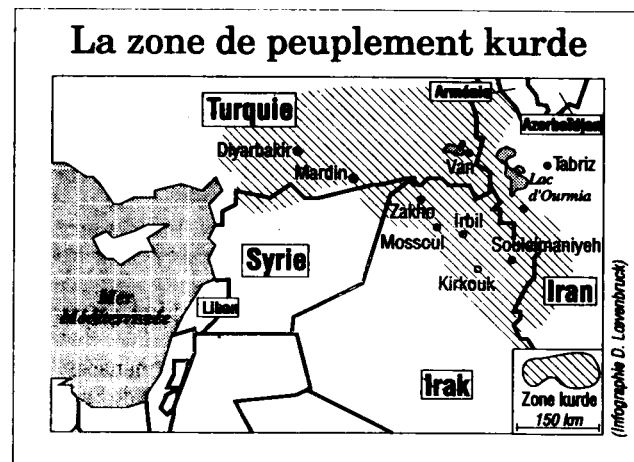 La zone de peuplement kurde
Arménie
Turquie
Azerbaïdjan
Diyarbakir
Van
Tabriz
Mardin
Lac
d'Ourmia
Zakho
Irbil
Mossoul
Souleimaniyeh
Syrie
Kirkouk
Mer
Méditerranée
Liban
Iran
Irak
Zone kurde
150 km
(Infographie D. Lœvenbruck)